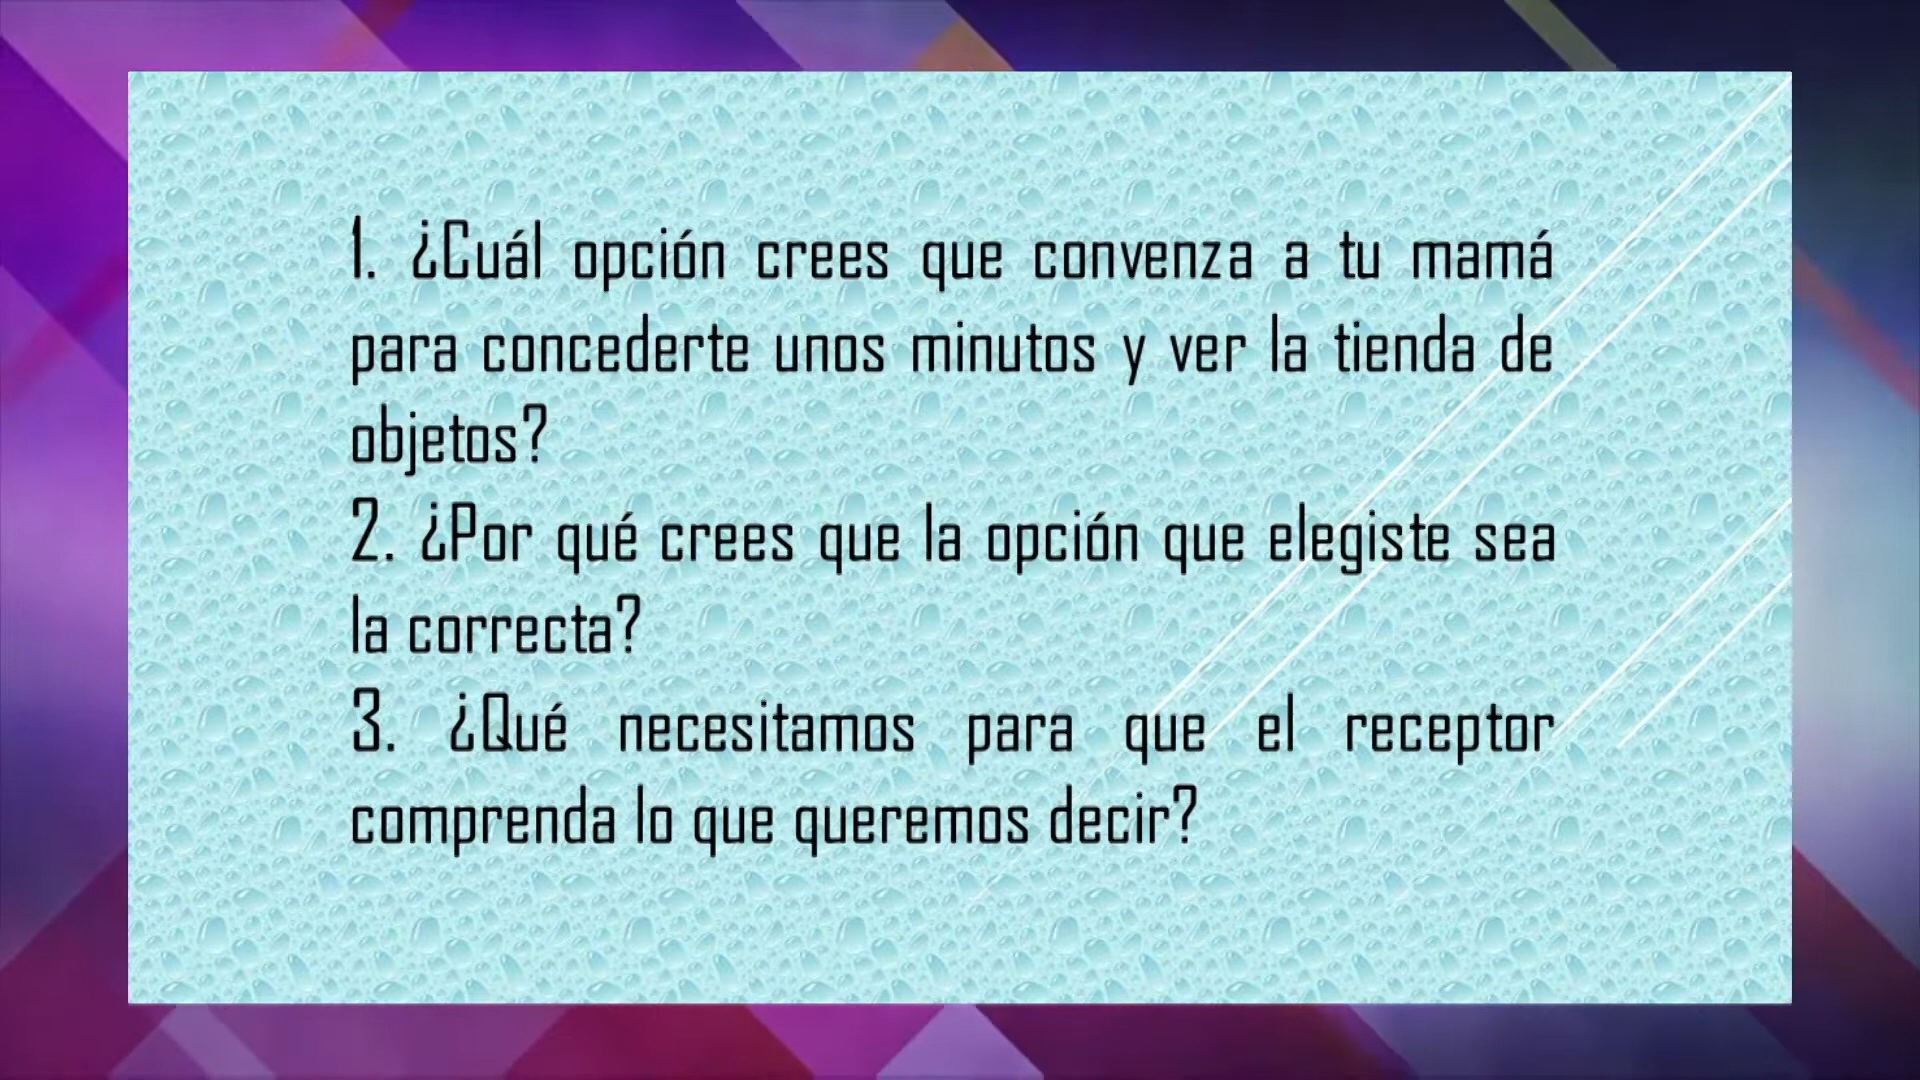 1. ¿Cuál opción crees que convenza a tu mamá
para concederte unos minutos y ver la tienda de
objetos?
2. ¿Por qué crees que la opción que elegiste sea
la correcta?
3. ¿Qué necesitamos para que el receptor
comprenda lo que queremos decir?